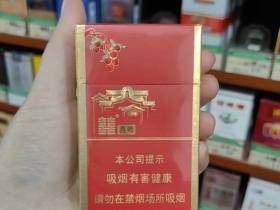 囍
本公司提示
吸烟有害健康
请勿在禁烟场所吸烟